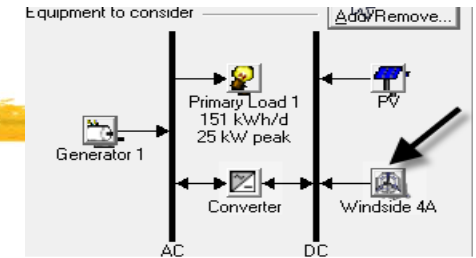 Equipment to consider
Add/Remove...
Primary Load 1
151 kWh/d
25 kW peak
PV
Generator 1
Converter
Windside 4A
AC
DC